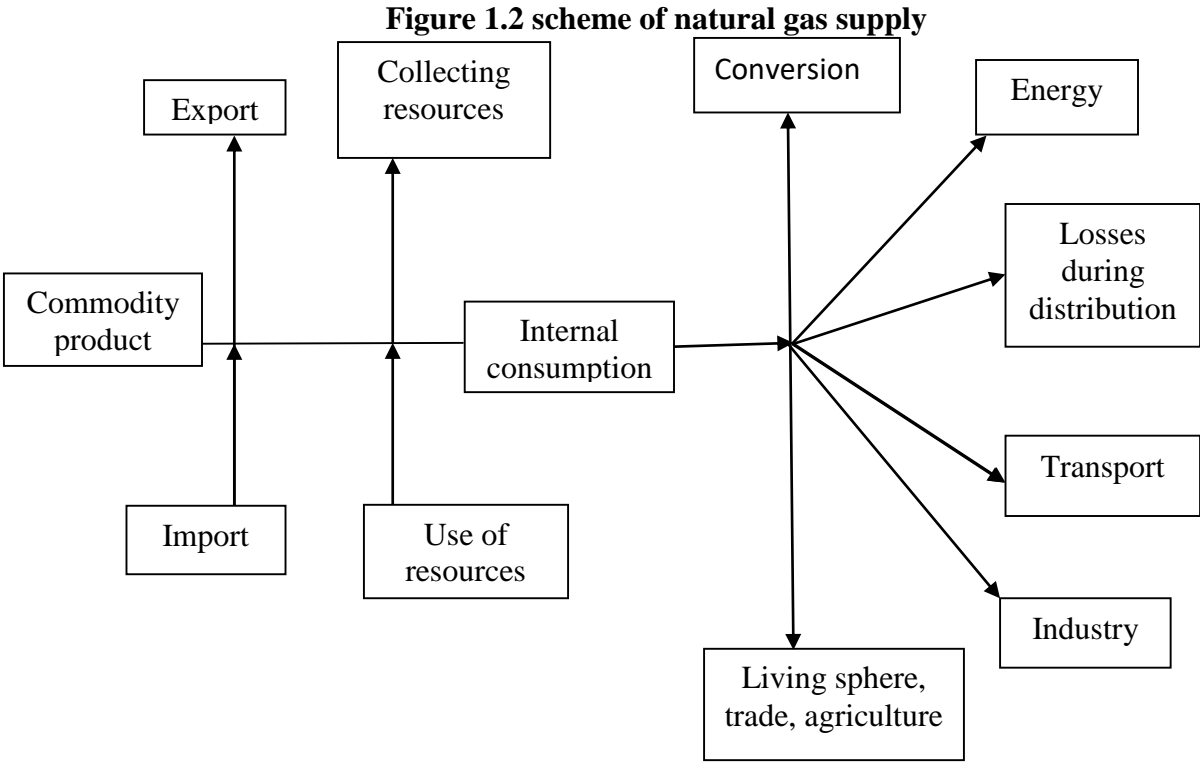 Figure 1.2 scheme of natural gas supply
Export
Collecting
resources
Conversion
Energy
Commodity
product
Internal
consumption
Losses
during
distribution
Transport
Import
Use of
resources
Industry
Living sphere,
trade, agriculture